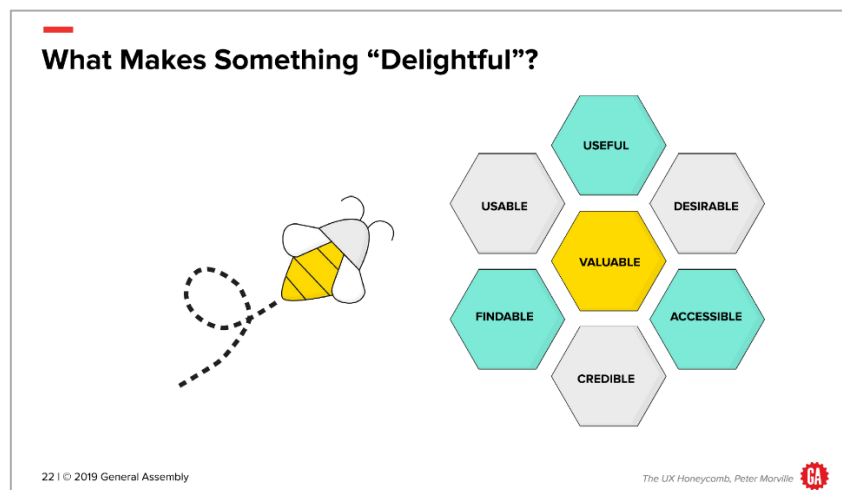 What Makes Something “Delightful”?
USEFUL
USABLE
DESIRABLE
VALUABLE
FINDABLE
ACCESSIBLE
CREDIBLE
22 | © 2019 General Assembly
The UX Honeycomb, Peter Morville
GA